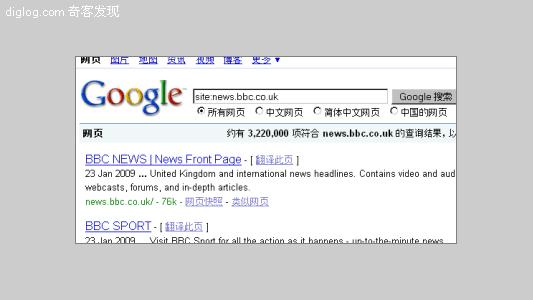 diglog.com 奇客发现
网页 图片 地图 资讯 视频 博客 更多 ▼
Google site:news.bbc.co.uk Google 搜索
所有网页 中文网页 简体中文网页 中国的网页
网页 约有 3,220,000 项符合 news.bbc.co.uk 的查询结果, 以
BBC NEWS | News Front Page - [ 翻译此页 ]
23 Jan 2009 ... United Kingdom and international news headlines. Contains video and aud
webcasts, forums, and in-depth articles.
news.bbc.co.uk/ - 76k - 网页快照 - 类似网页
BBC SPORT - [ 翻译此页 ]
23 Jan 2009 ... Visit BBC Sport for all the action as it happens - up-to-the-minute news